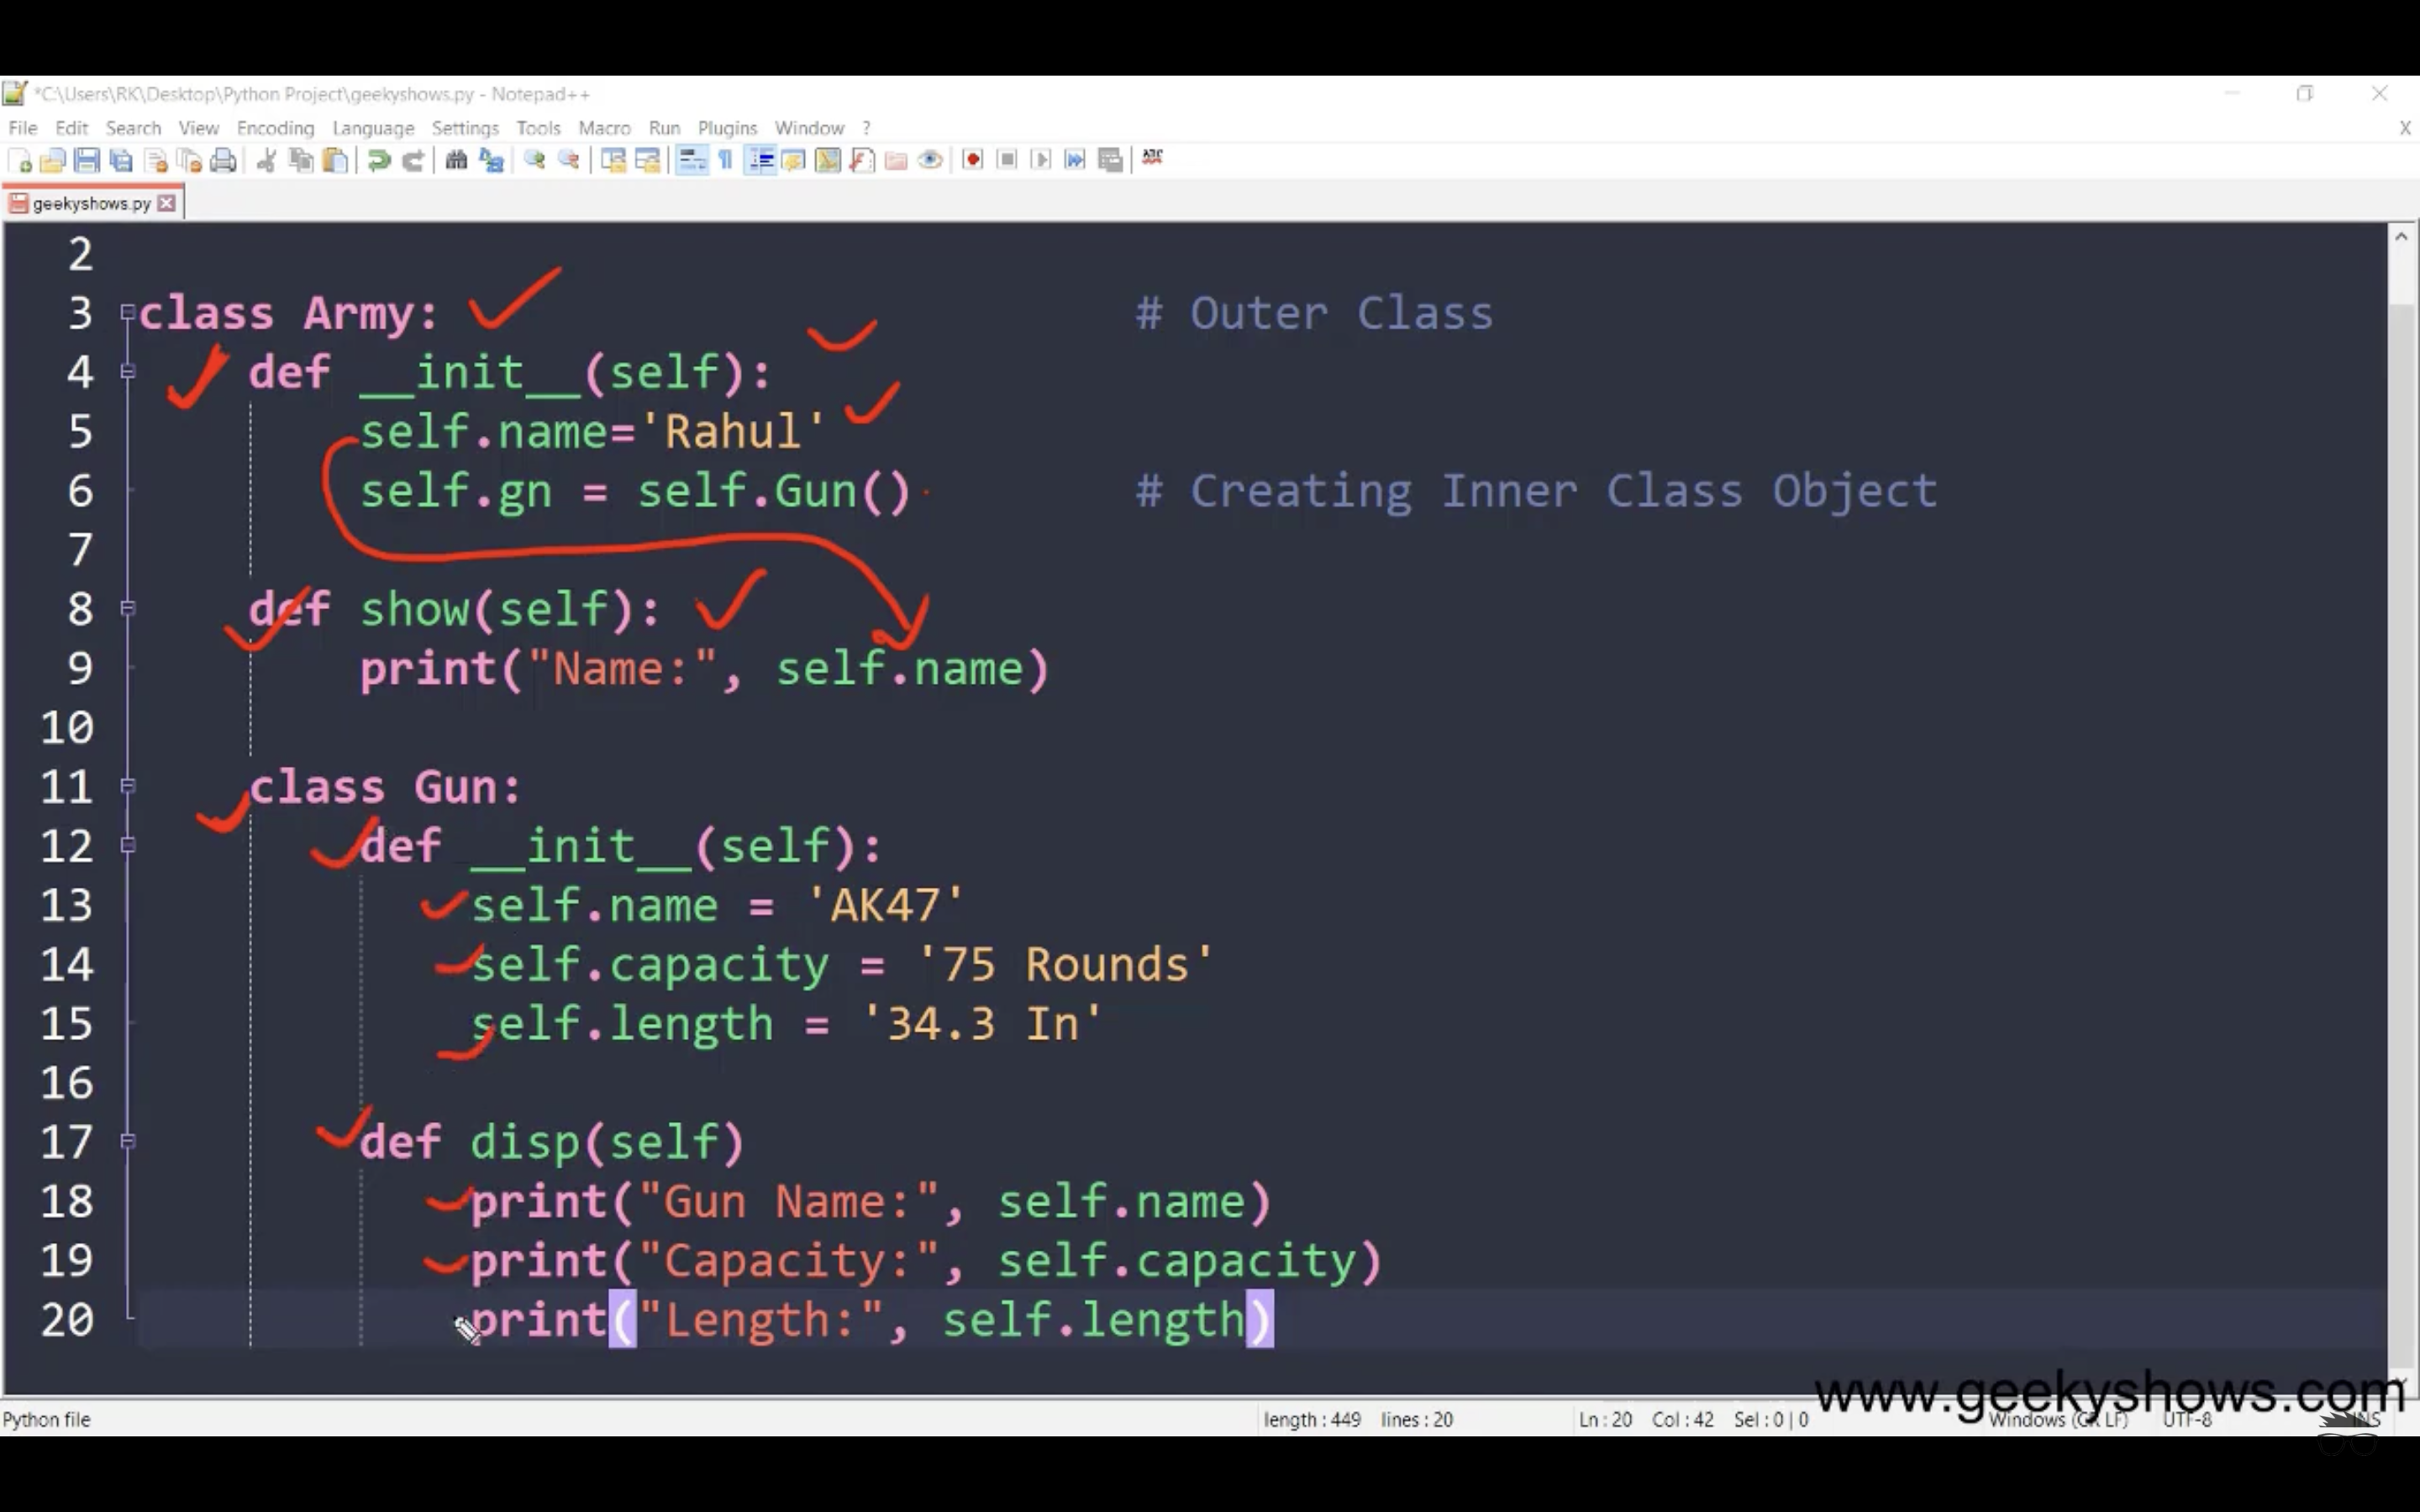 *C:\Users\RK\Desktop\Python Project\geekyshows.py - Notepad++
File Edit Search View Encoding Language Settings Tools Macro Run Plugins Window ? X
ABC
geekyshows.py
2
3 class Army: # Outer Class
4 def __init__(self):
5 self.name='Rahul'
6 self.gn = self.Gun() # Creating Inner Class Object
7
8 def show(self):
9 print("Name:", self.name)
10
11 class Gun:
12 def __init__(self):
13 self.name = 'AK47'
14 self.capacity = '75 Rounds'
15 self.length = '34.3 In'
16
17 def disp(self)
18 print("Gun Name:", self.name)
19 print("Capacity:", self.capacity)
20 print("Length:", self.length)
www.geekyshows.com
Python file length : 449 lines : 20 Ln : 20 Col : 42 Sel : 0 | 0 Windows (CR LF) UTF-8 INS